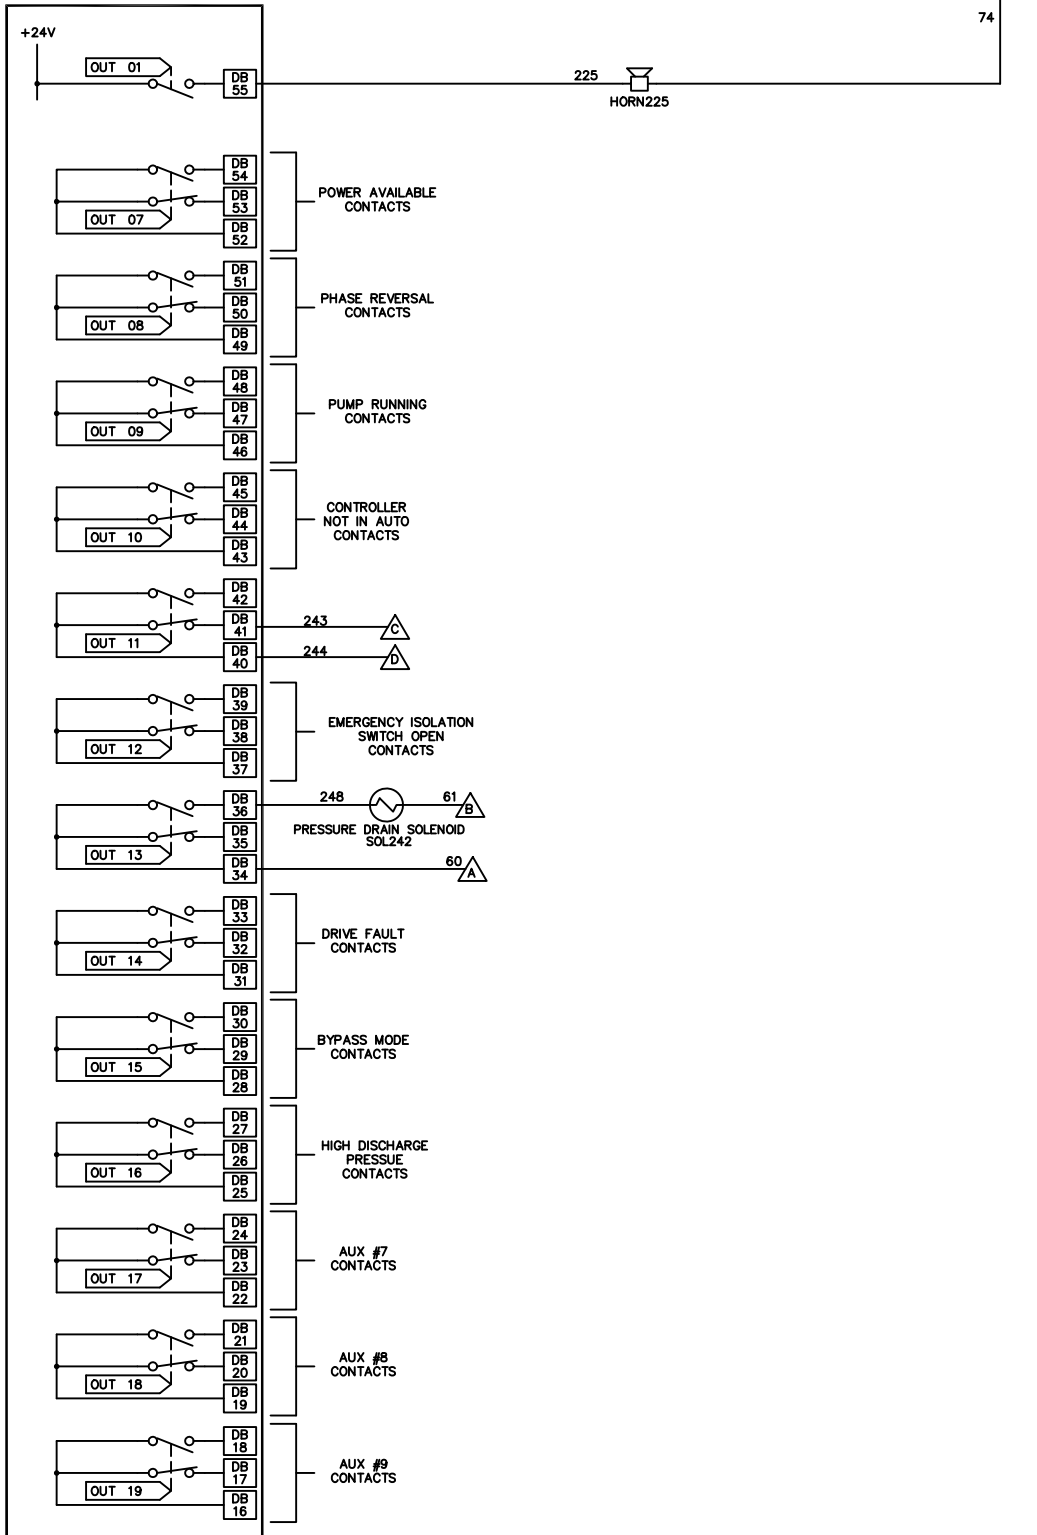 74
+24V
OUT 01
DB
55
225
HORN225
DB
54
DB
53
OUT 07
DB
52
POWER AVAILABLE
CONTACTS
DB
51
DB
50
OUT 08
DB
49
PHASE REVERSAL
CONTACTS
DB
48
DB
47
OUT 09
DB
46
PUMP RUNNING
CONTACTS
DB
45
DB
44
OUT 10
DB
43
CONTROLLER
NOT IN AUTO
CONTACTS
DB
42
DB
41
243
C
OUT 11
DB
40
244
D
DB
39
DB
38
OUT 12
DB
37
EMERGENCY ISOLATION
SWITCH OPEN
CONTACTS
DB
36
248
61
B
PRESSURE DRAIN SOLENOID
SOL242
DB
35
OUT 13
DB
34
60
A
DB
33
DB
32
OUT 14
DB
31
DRIVE FAULT
CONTACTS
DB
30
DB
29
OUT 15
DB
28
BYPASS MODE
CONTACTS
DB
27
DB
26
OUT 16
DB
25
HIGH DISCHARGE
PRESSUE
CONTACTS
DB
24
DB
23
OUT 17
DB
22
AUX #7
CONTACTS
DB
21
DB
20
OUT 18
DB
19
AUX #8
CONTACTS
DB
18
DB
17
OUT 19
DB
16
AUX #9
CONTACTS